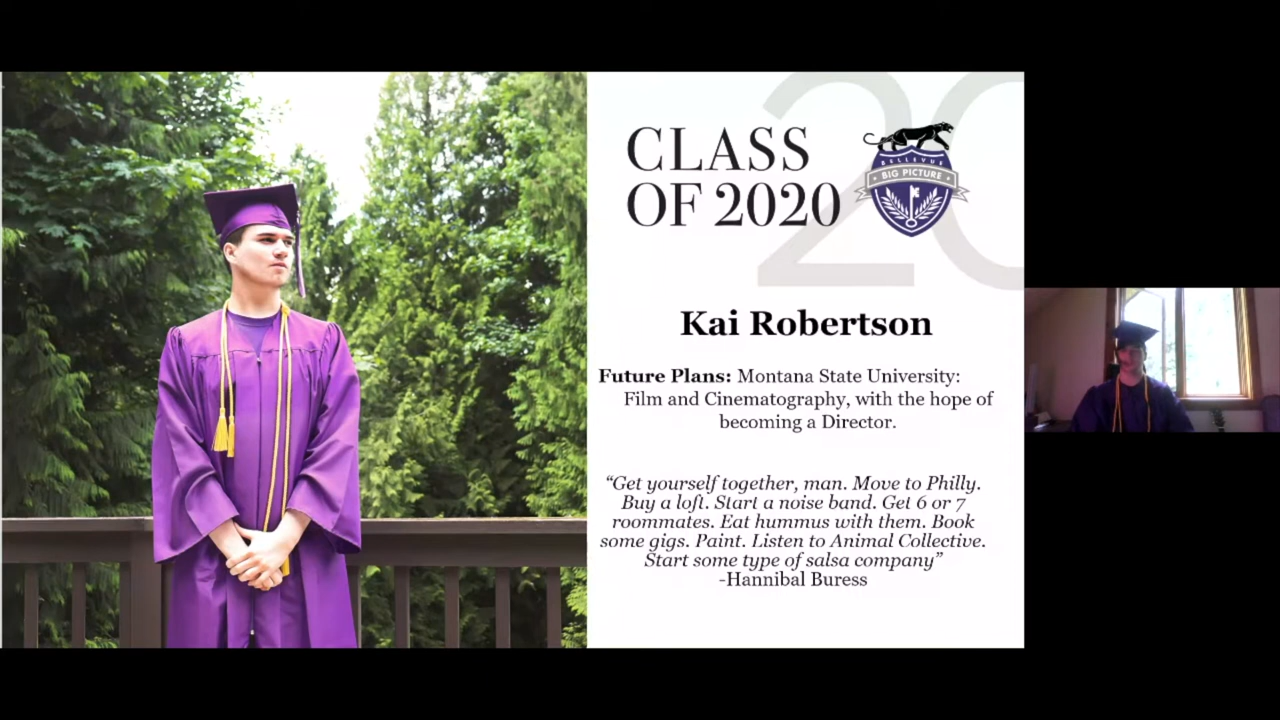 20
CLASS
OF 2020
BELLEVUE
BIG PICTURE
Kai Robertson
Future Plans: Montana State University:
Film and Cinematography, with the hope of
becoming a Director.
“Get yourself together, man. Move to Philly.
Buy a loft. Start a noise band. Get 6 or 7
roommates. Eat hummus with them. Book
some gigs. Paint. Listen to Animal Collective.
Start some type of salsa company”
-Hannibal Buress